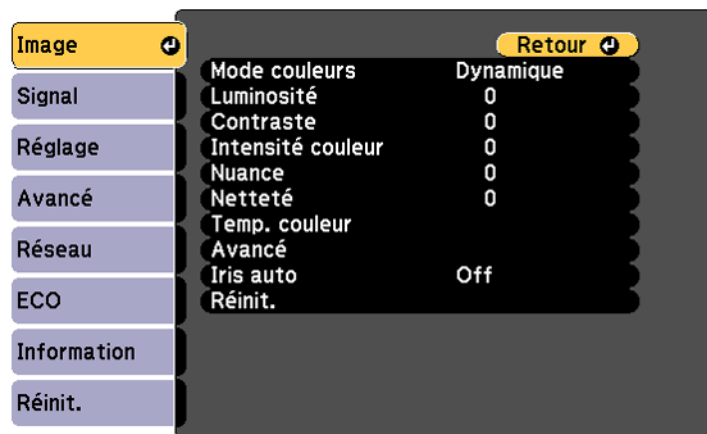 Image
Signal
Réglage
Avancé
Réseau
ECO
Information
Réinit.
Retour
Mode couleurs Dynamique
Luminosité 0
Contraste 0
Intensité couleur 0
Nuance 0
Netteté 0
Temp. couleur
Avancé
Iris auto Off
Réinit.